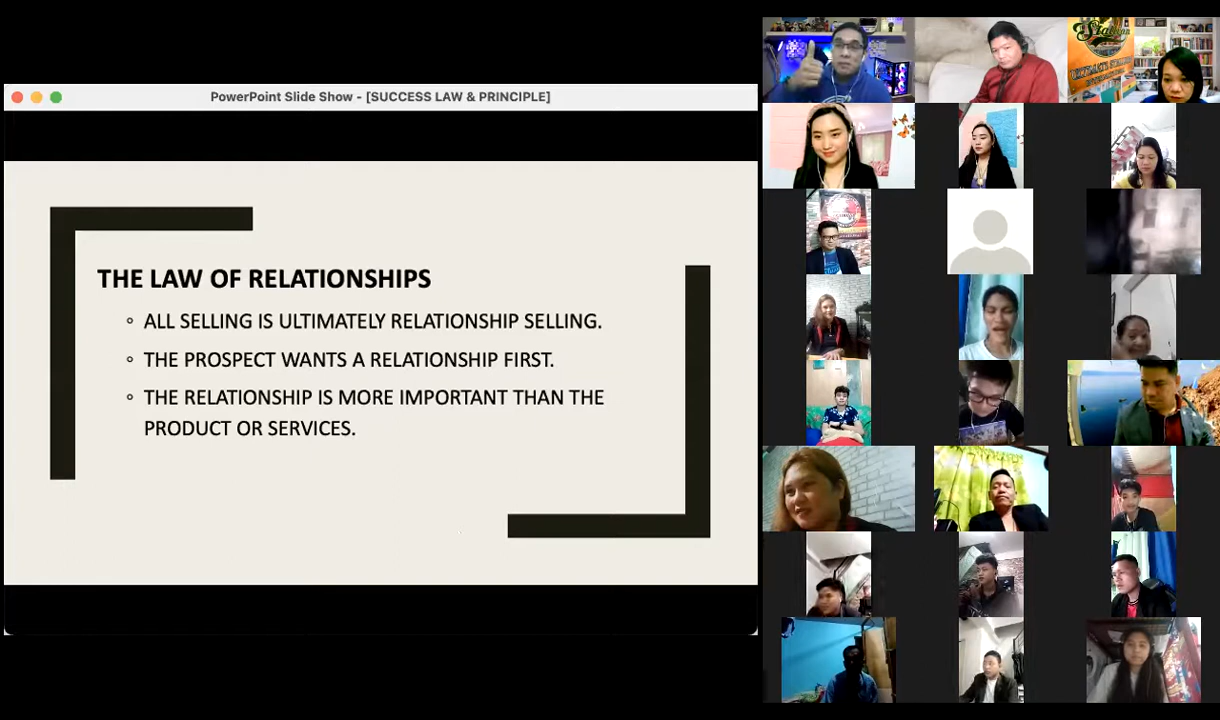 PowerPoint Slide Show - [SUCCESS LAW & PRINCIPLE]
THE LAW OF RELATIONSHIPS
ALL SELLING IS ULTIMATELY RELATIONSHIP SELLING.
THE PROSPECT WANTS A RELATIONSHIP FIRST.
THE RELATIONSHIP IS MORE IMPORTANT THAN THE
PRODUCT OR SERVICES.